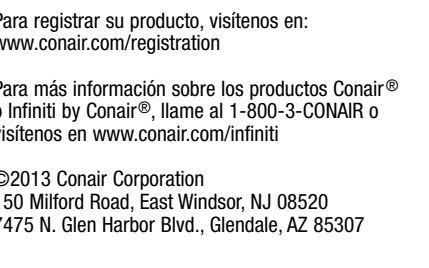 Para registrar su producto, visítenos en:
www.conair.com/registration
Para más información sobre los productos Conair®
o Infiniti by Conair®, llame al 1-800-3-CONAIR o
visítenos en www.conair.com/infiniti
©2013 Conair Corporation
150 Milford Road, East Windsor, NJ 08520
7475 N. Glen Harbor Blvd., Glendale, AZ 85307